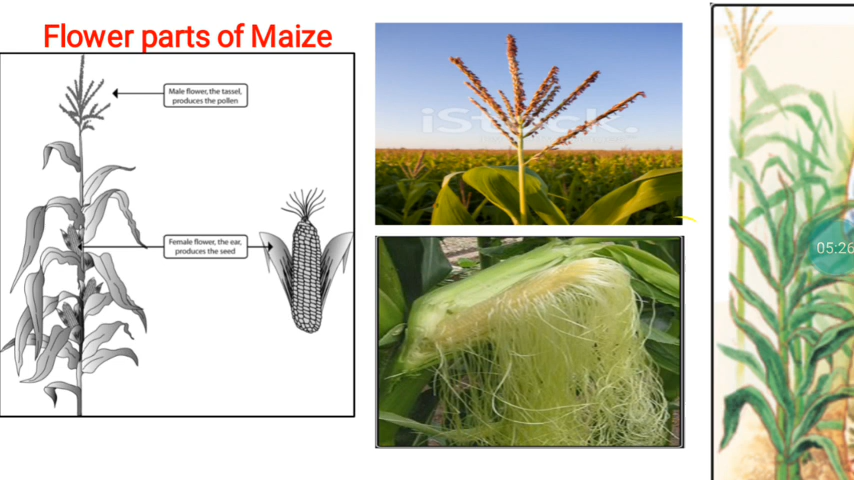 Flower parts of Maize
Male flower, the tassel,
produces the pollen
Female flower, the ear,
produces the seed
iStock.
05:26